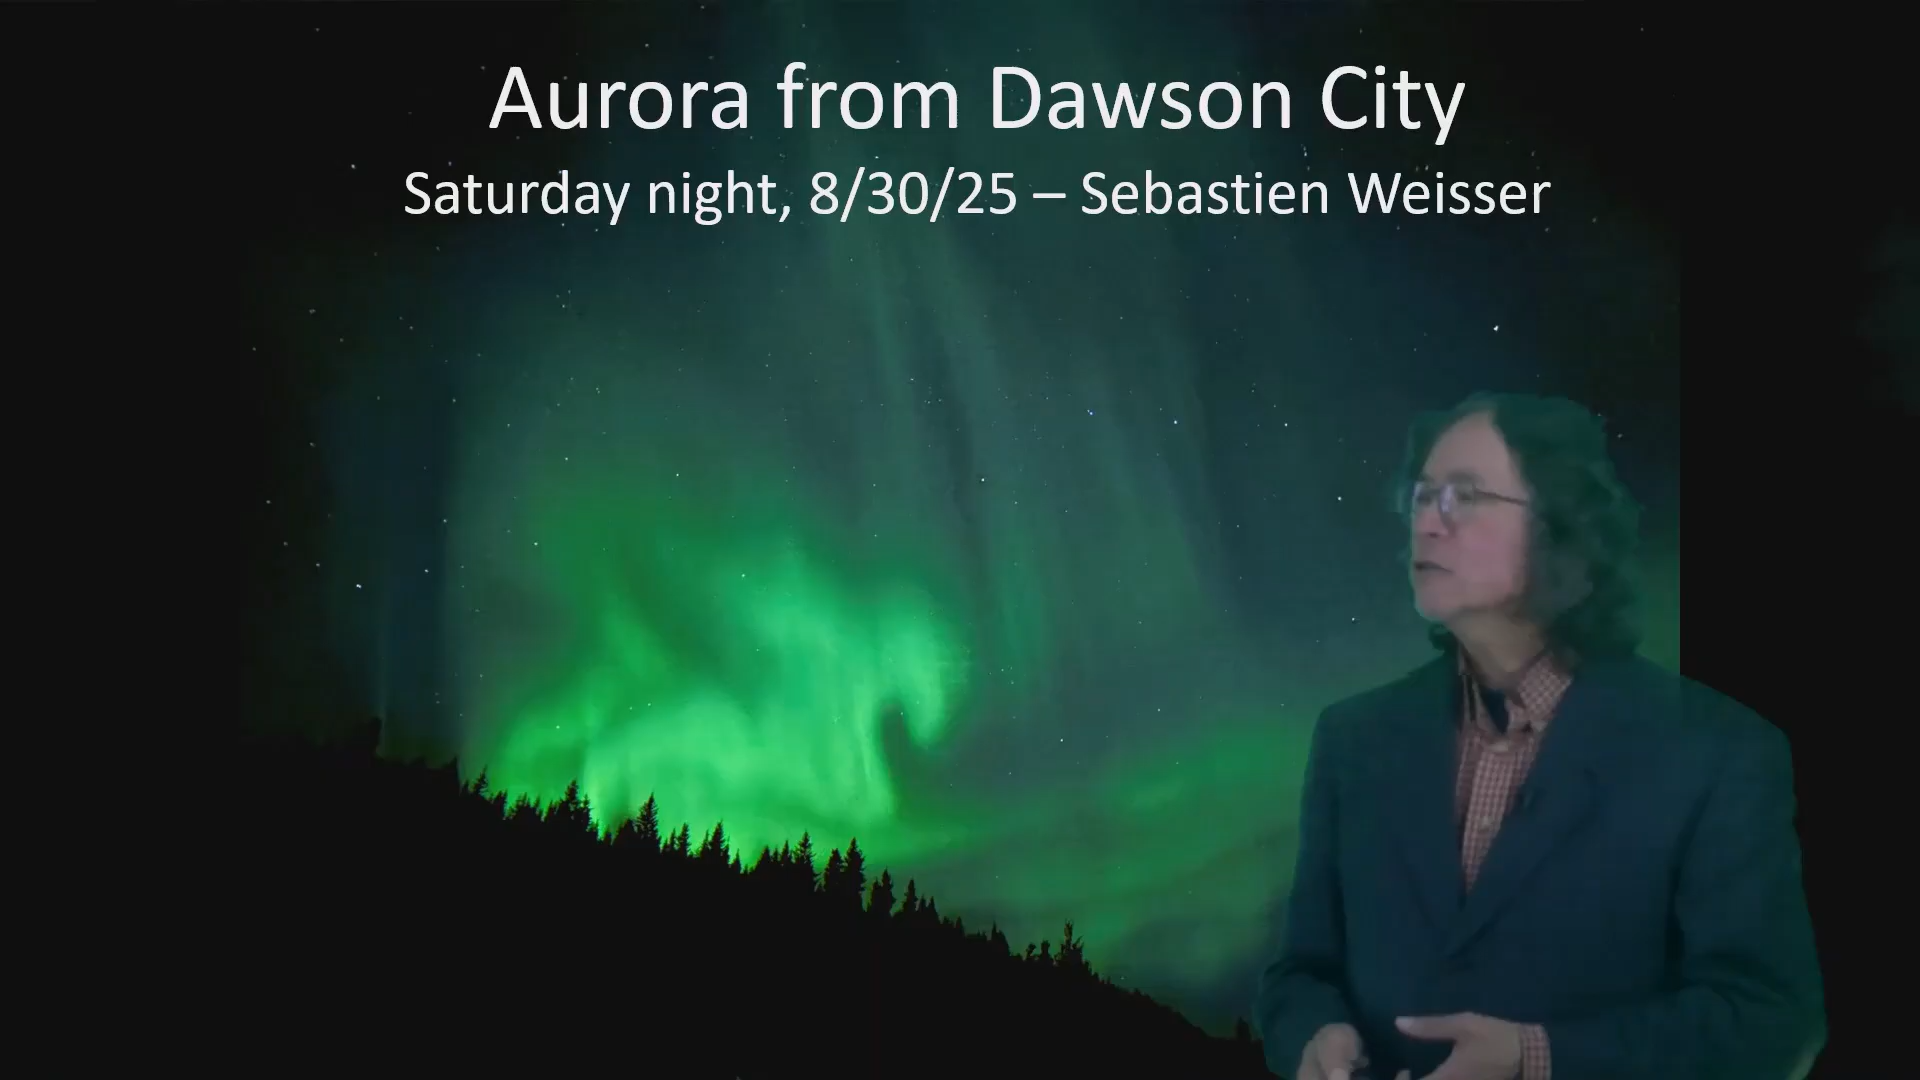 Aurora from Dawson City
Saturday night, 8/30/25 – Sebastien Weisser